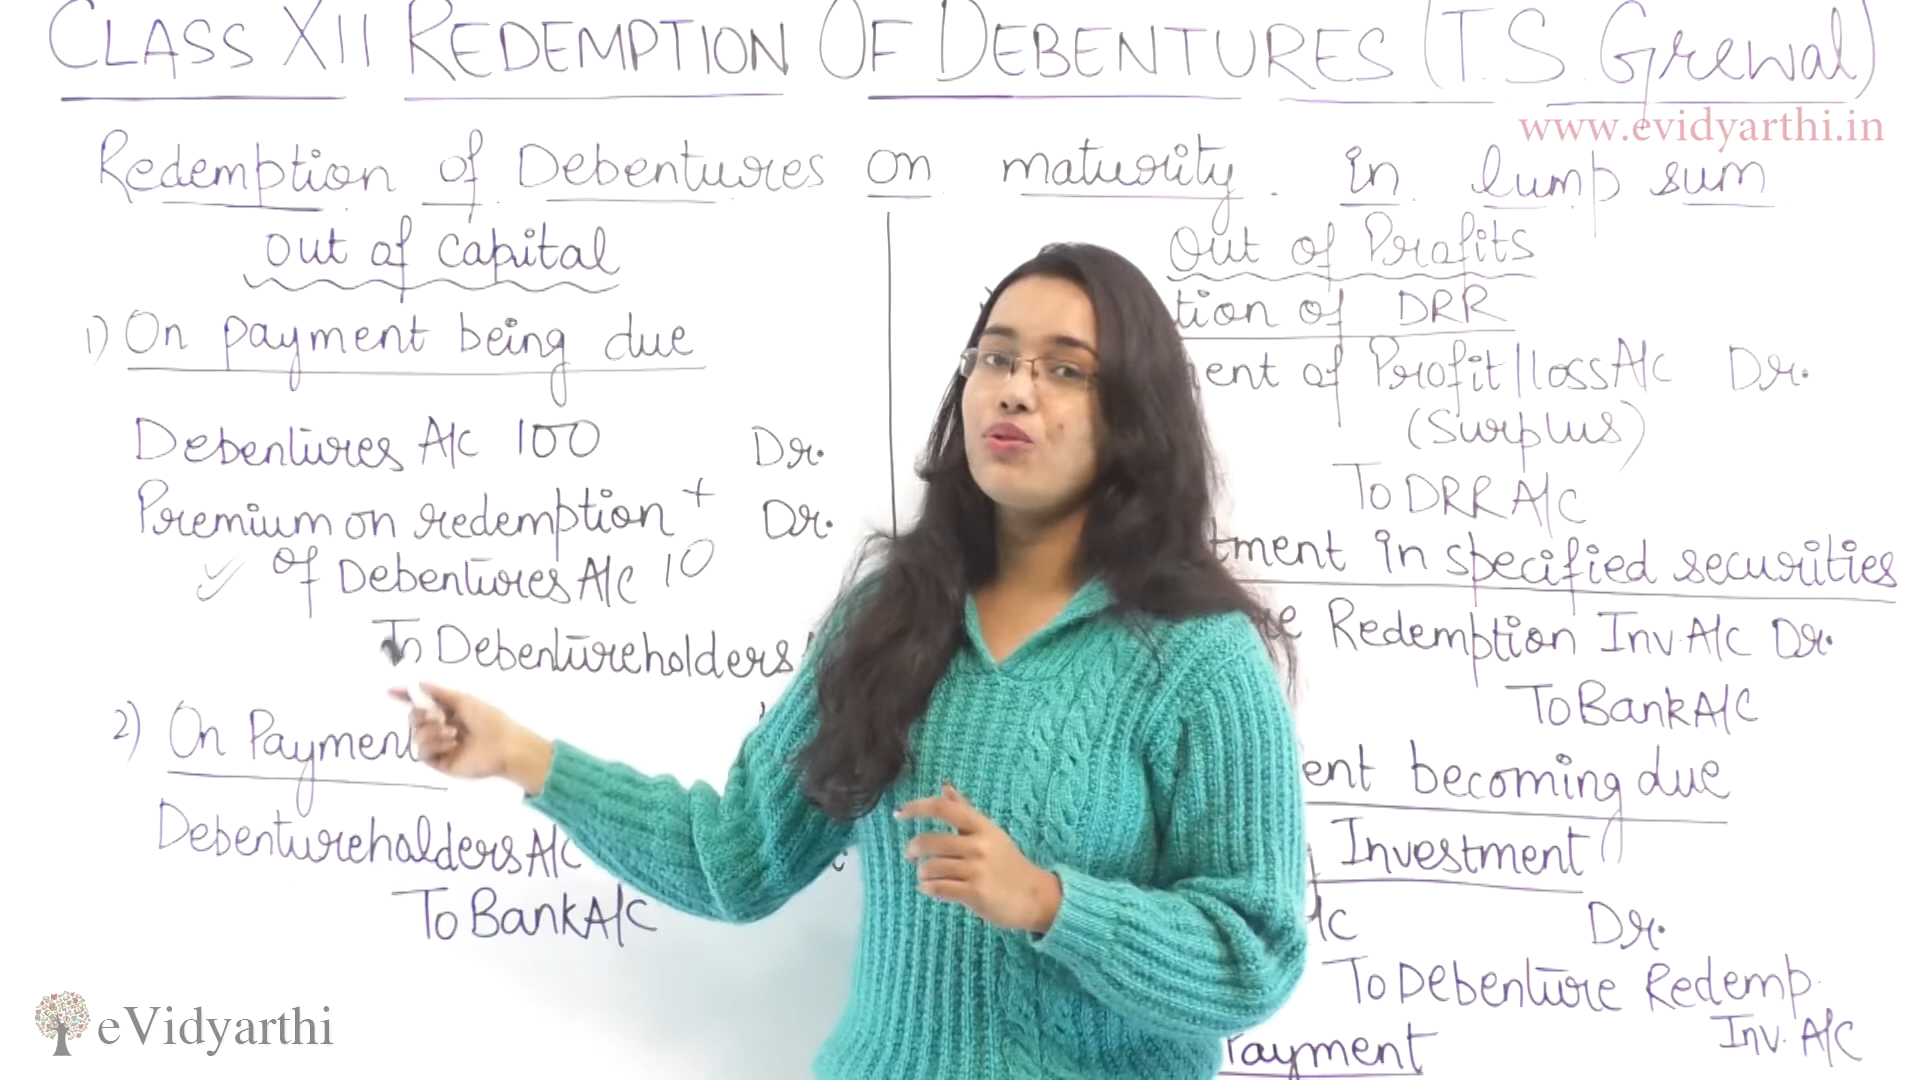 CLASS XII REDEMPTION OF DEBENTURES (T.S. Grewal)
www.evidyarthi.in
Redemption of Debentures on maturity in lump sum
out of capital
1) On payment being due
Debentures A/c 100 Dr.
Premium on redemption + Dr.
of Debentures A/c 10
To Debentureholders
2) On Payment
Debentureholders A/c
To Bank A/c
Out of Profits
tion of DRR
ent of Profit/loss A/c Dr.
(Surplus)
To DRR A/c
tment in specified securities
Redemption Inv. A/c Dr.
To Bank A/c
ent becoming due
Investment
Dr.
To Debenture Redemp.
Inv. A/c
Payment
eVidyarthi